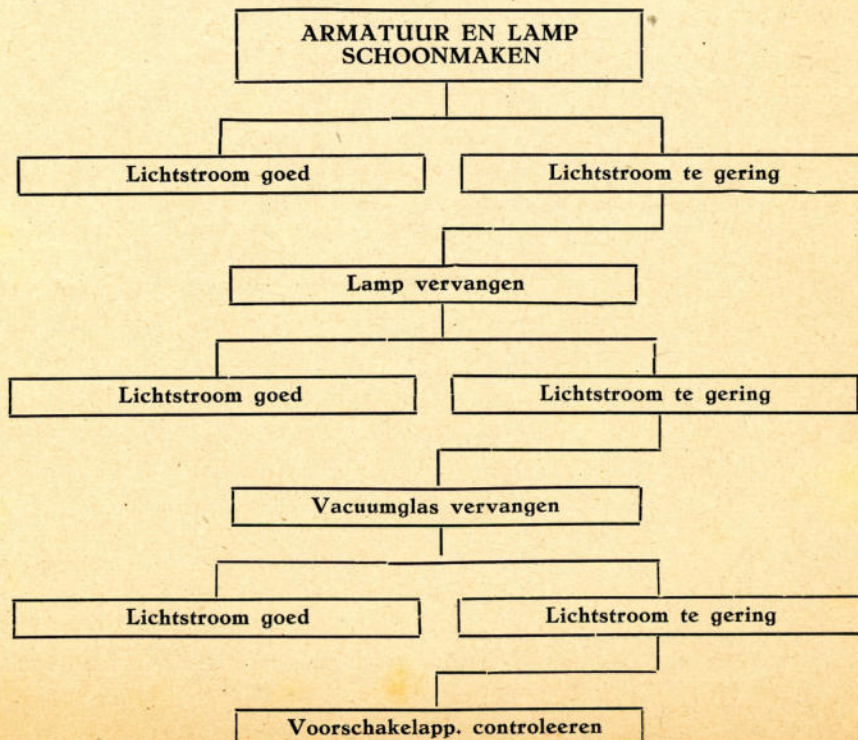 ARMATUUR EN LAMP
SCHOONMAKEN
Lichtstroom goed
Lichtstroom te gering
Lamp vervangen
Lichtstroom goed
Lichtstroom te gering
Vacuumglas vervangen
Lichtstroom goed
Lichtstroom te gering
Voorschakelapp. controleeren